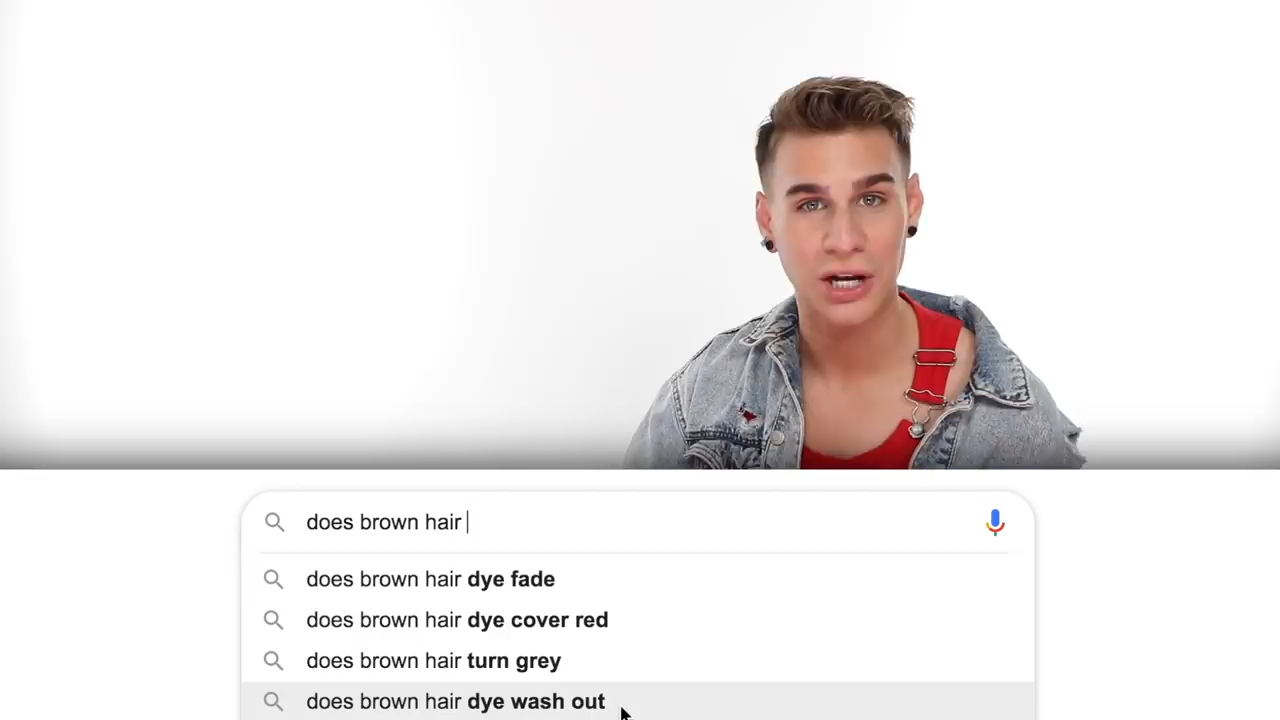 does brown hair
does brown hair dye fade
does brown hair dye cover red
does brown hair turn grey
does brown hair dye wash out